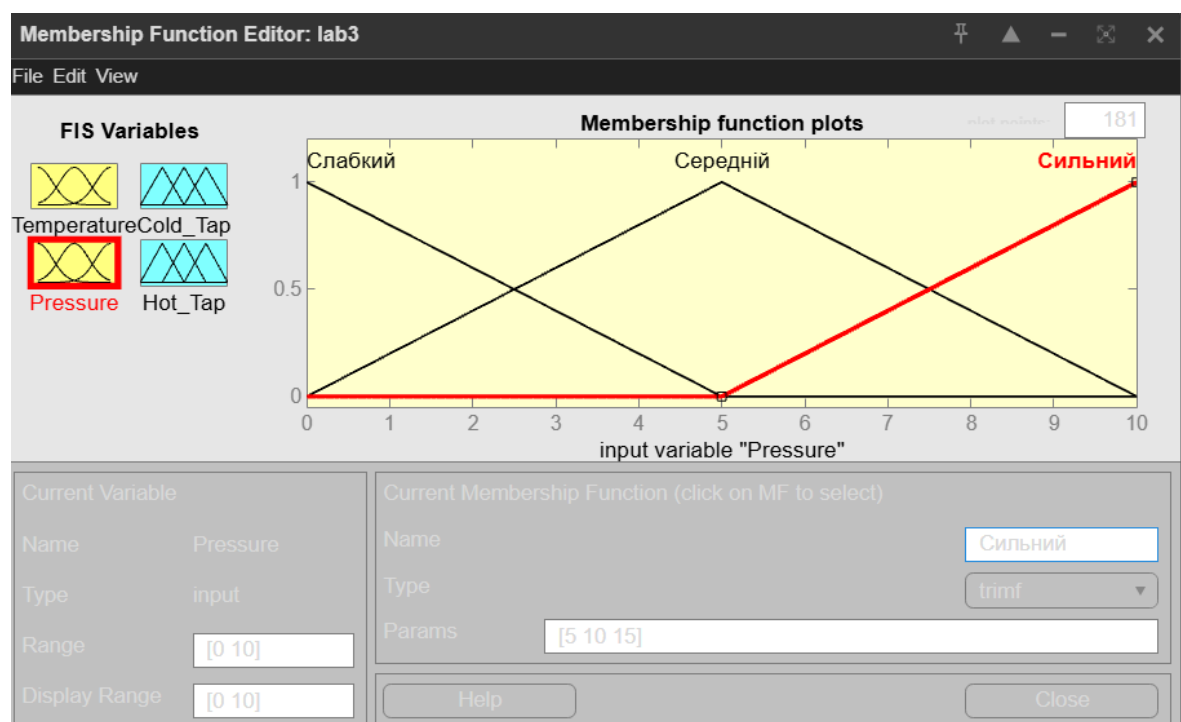 Membership Function Editor: lab3
File Edit View
FIS Variables
Temperature Cold_Tap
Pressure Hot_Tap
Membership function plots
plot points: 181
Слабкий Середній Сильний
1
0.5
0
0 1 2 3 4 5 6 7 8 9 10
input variable "Pressure"
Current Variable
Name Pressure
Type input
Range [0 10]
Display Range [0 10]
Current Membership Function (click on MF to select)
Name Сильний
Type trimf
Params [5 10 15]
Help Close